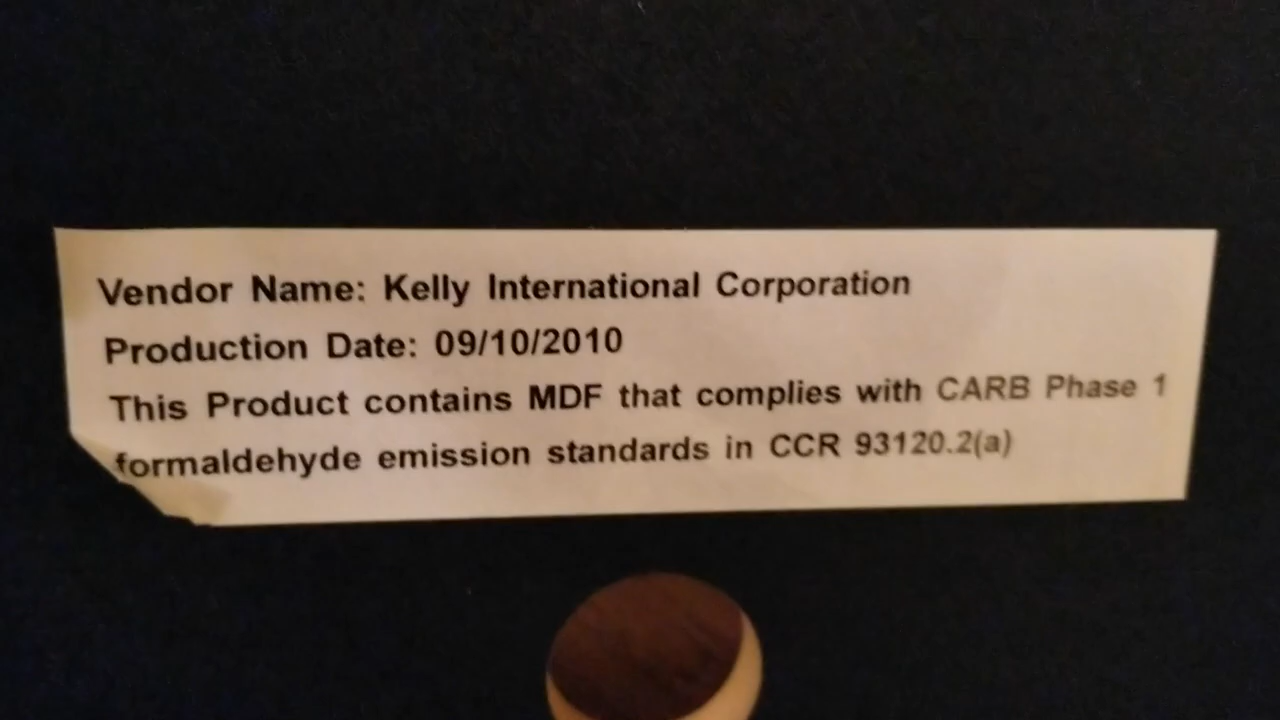 Vendor Name: Kelly International Corporation
Production Date: 09/10/2010
This Product contains MDF that complies with CARB Phase 1
formaldehyde emission standards in CCR 93120.2(a)